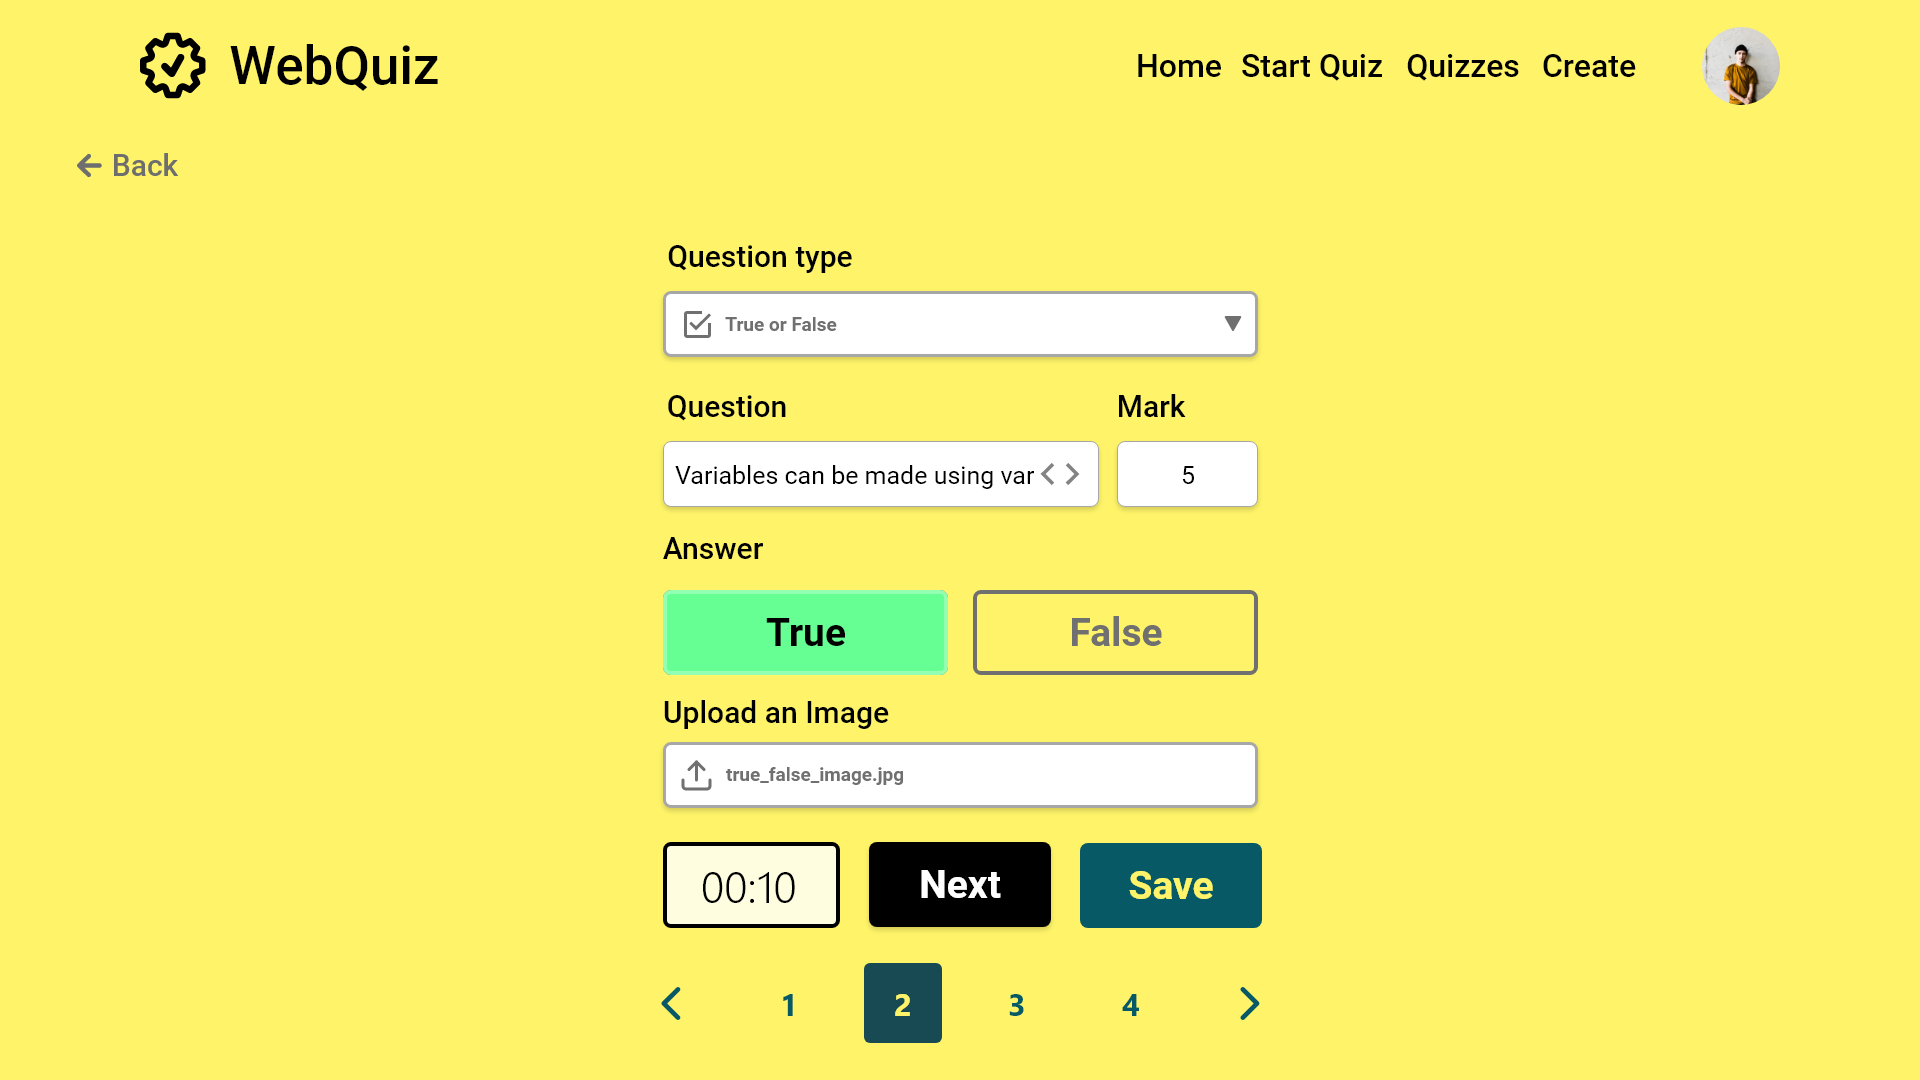 WebQuiz
Home Start Quiz Quizzes Create
Back
Question type
True or False
Question Mark
Variables can be made using var 5
Answer
True False
Upload an Image
true_false_image.jpg
00:10 Next Save
1 2 3 4